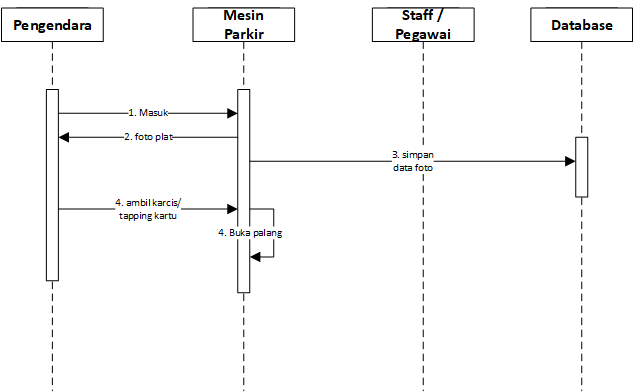 Pengendara
Mesin
Parkir
Staff /
Pegawai
Database
1. Masuk
2. foto plat
3. simpan
data foto
4. ambil karcis/
tapping kartu
4. Buka palang